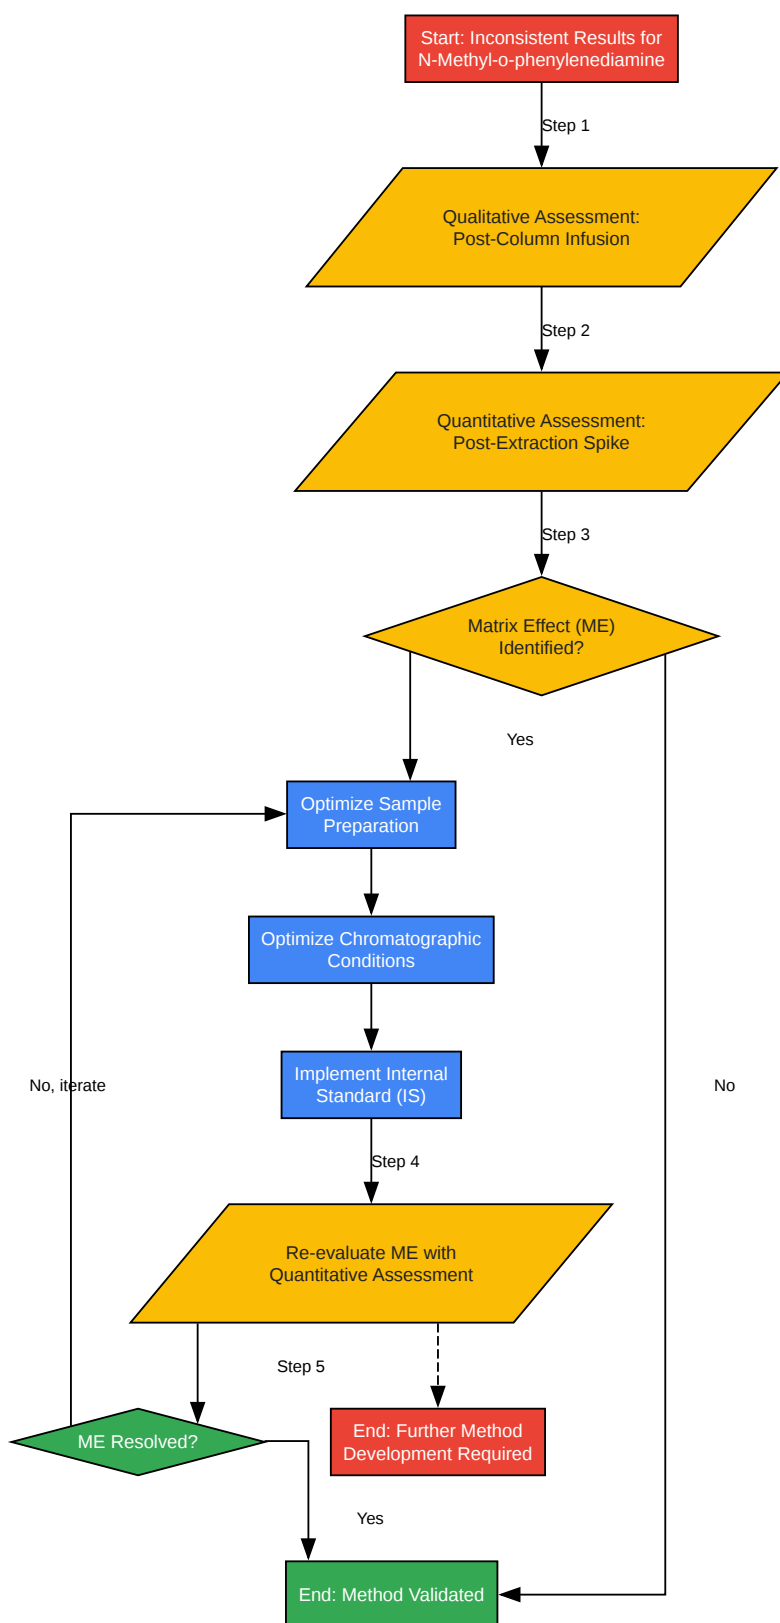 Start: Inconsistent Results for
N-Methyl-o-phenylenediamine
Step 1
Qualitative Assessment:
Post-Column Infusion
Step 2
Quantitative Assessment:
Post-Extraction Spike
Step 3
Matrix Effect (ME)
Identified?
Yes
Optimize Sample
Preparation
Optimize Chromatographic
Conditions
Implement Internal
Standard (IS)
No, iterate
No
Step 4
Re-evaluate ME with
Quantitative Assessment
Step 5
ME Resolved?
End: Further Method
Development Required
Yes
End: Method Validated